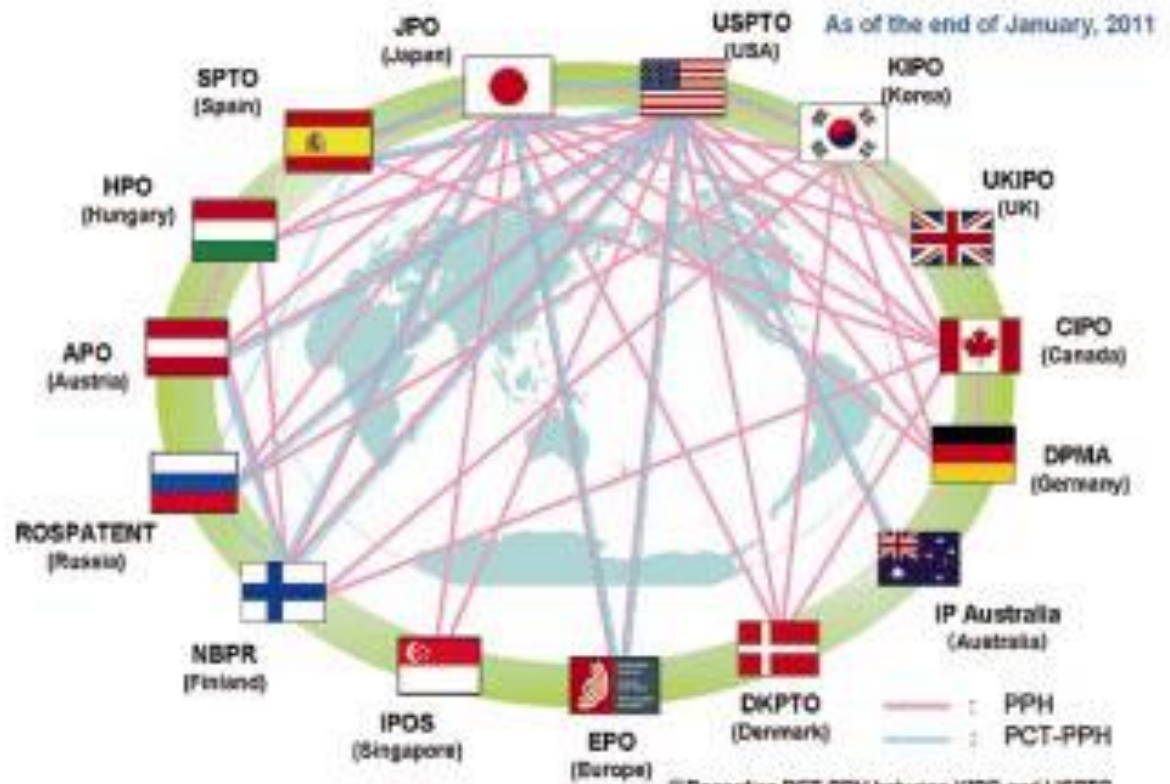 As of the end of January, 2011
JPO
(Japan)
USPTO
(USA)
KIPO
(Korea)
SPTO
(Spain)
HPO
(Hungary)
UKIPO
(UK)
APO
(Austria)
CIPO
(Canada)
DPMA
(Germany)
ROSPATENT
(Russia)
IP Australia
(Australia)
NBPR
(Finland)
IPOS
(Singapore)
EPO
(Europe)
DKPTO
(Denmark)
: PPH
: PCT-PPH